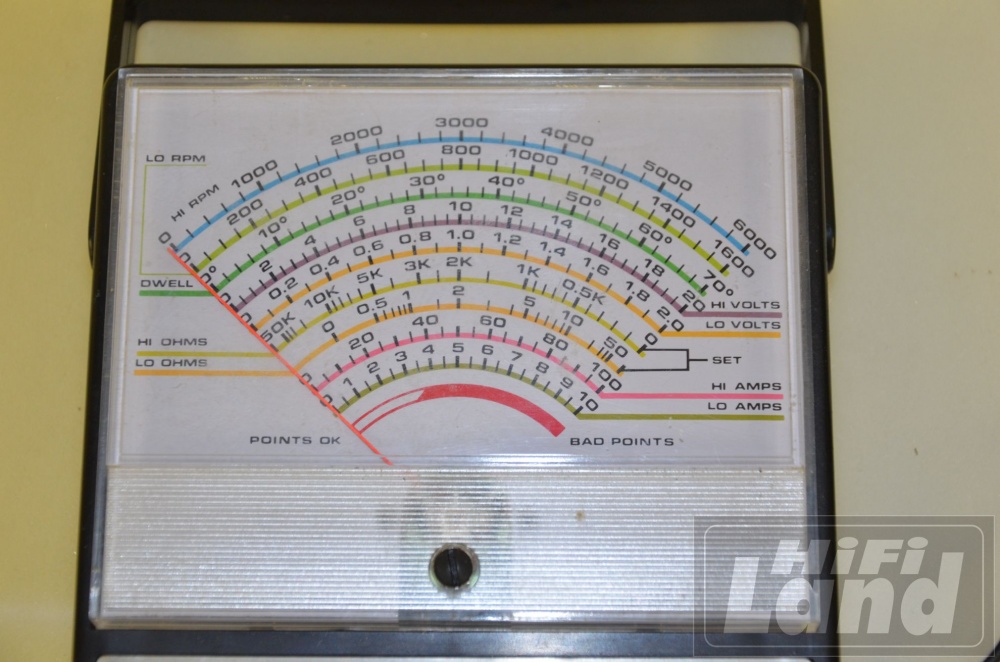 LO RPM
HI RPM
0 1000 2000 3000 4000 5000 6000
0 200 400 600 800 1000 1200 1400 1600
0° 10° 20° 30° 40° 50° 60° 70°
0 2 4 6 8 10 12 14 16 18 20
0 0.2 0.4 0.6 0.8 1.0 1.2 1.4 1.6 1.8 2.0
50K 10K 5K 3K 2K 1K 0.5K 0
0 0.5 1 2 5 10 50 100
0 20 40 60 80 100
0 1 2 3 4 5 6 7 8 9 10
DWELL
HI VOLTS
LO VOLTS
HI OHMS
LO OHMS
SET
HI AMPS
LO AMPS
POINTS OK
BAD POINTS
HiFi
Land